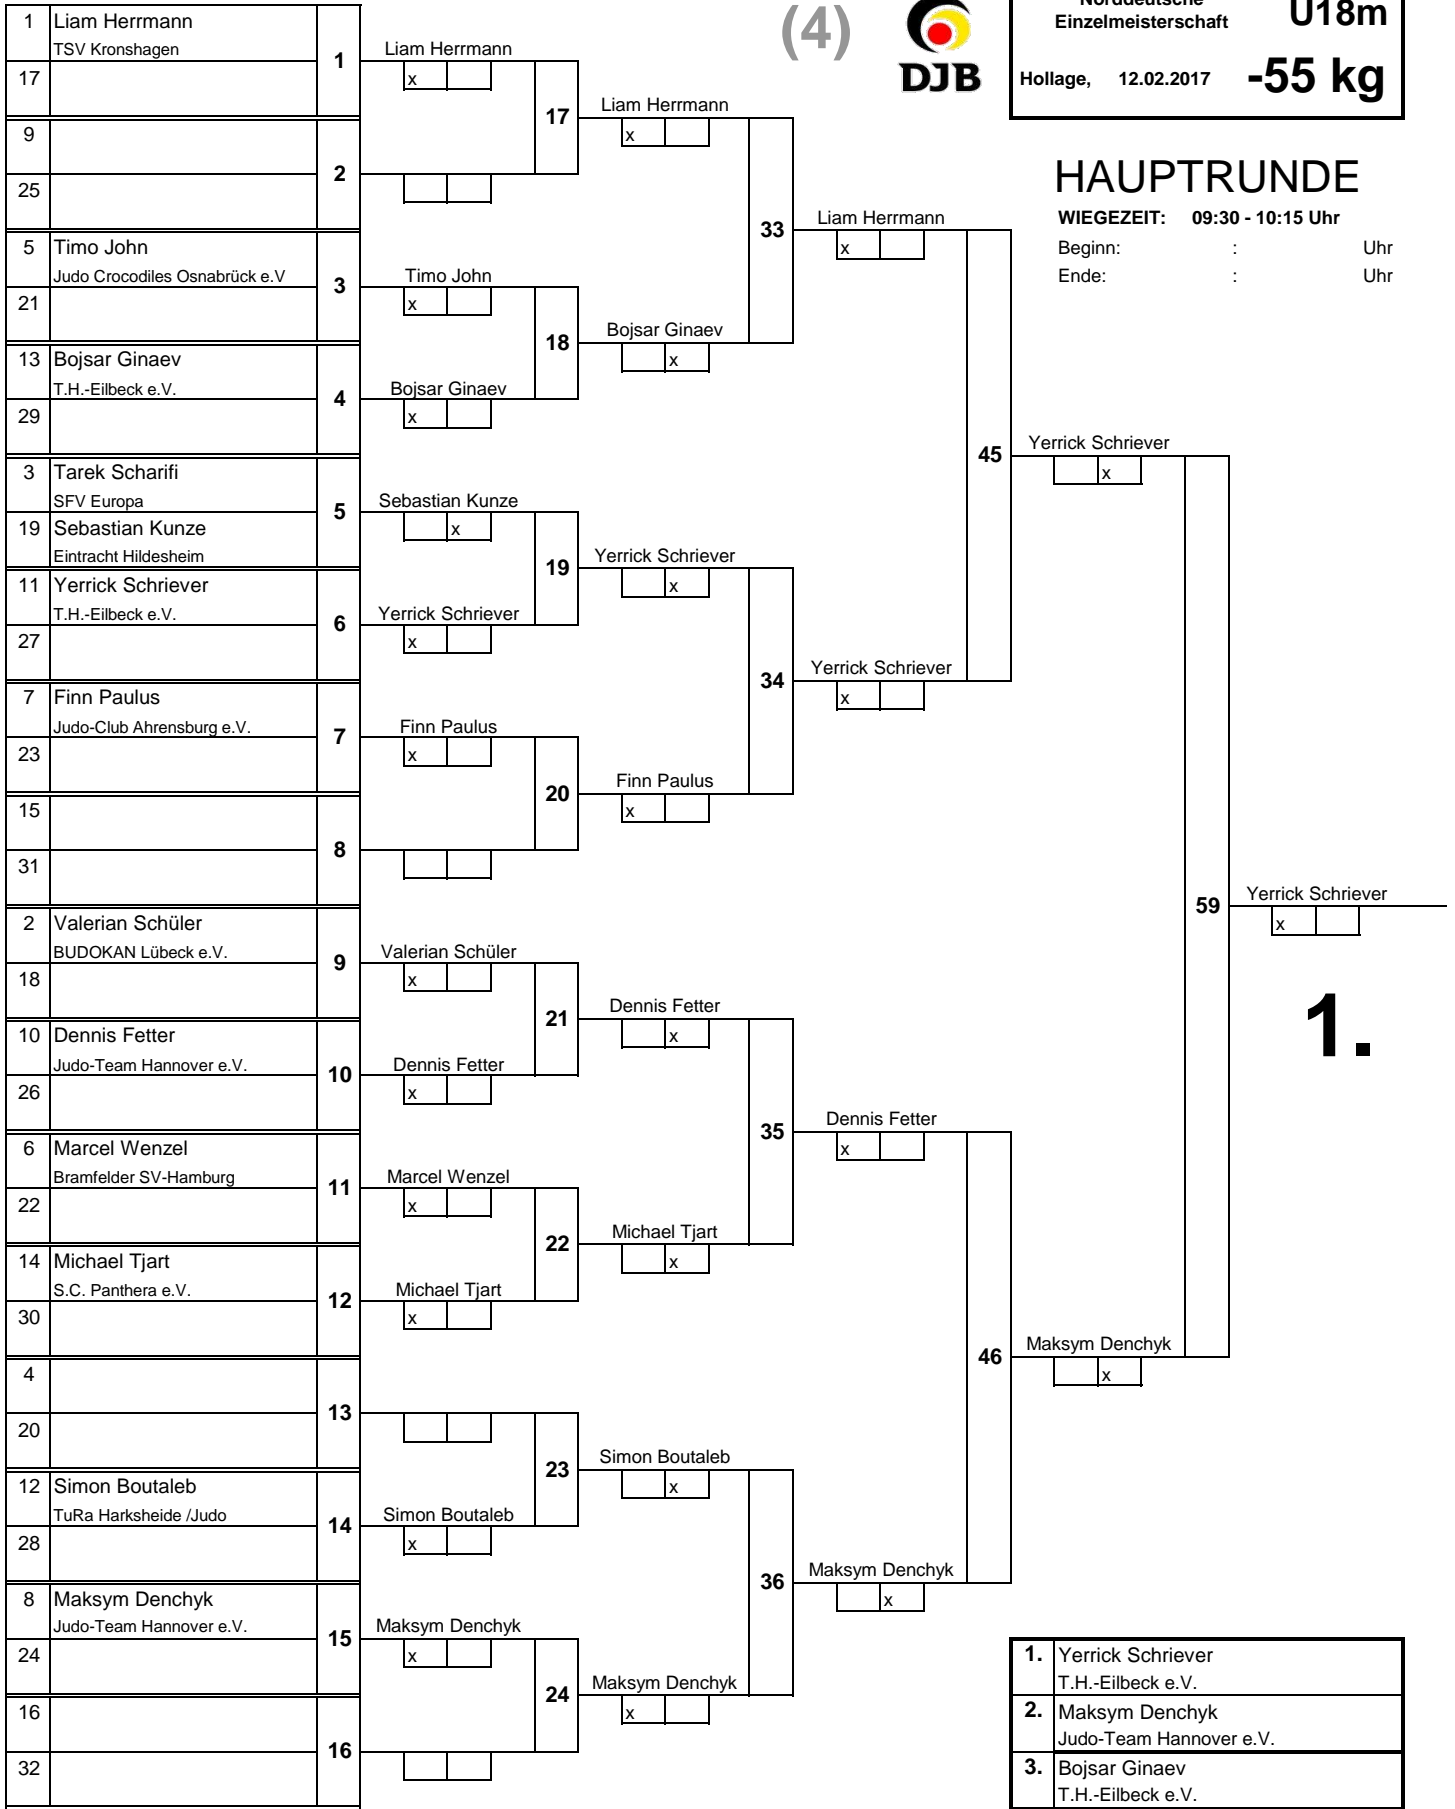 (4)
DJB
Norddeutsche
Einzelmeisterschaft
U18m
Hollage, 12.02.2017 -55 kg
HAUPTRUNDE
WIEGEZEIT: 09:30 - 10:15 Uhr
Beginn: : Uhr
Ende: : Uhr
1 Liam Herrmann
TSV Kronshagen
17
1
9
25
2
5 Timo John
Judo Crocodiles Osnabrück e.V
21
3
13 Bojsar Ginaev
T.H.-Eilbeck e.V.
29
4
3 Tarek Scharifi
SFV Europa
19 Sebastian Kunze
Eintracht Hildesheim
5
11 Yerrick Schriever
T.H.-Eilbeck e.V.
27
6
7 Finn Paulus
Judo-Club Ahrensburg e.V.
23
7
15
31
8
2 Valerian Schüler
BUDOKAN Lübeck e.V.
18
9
10 Dennis Fetter
Judo-Team Hannover e.V.
26
10
6 Marcel Wenzel
Bramfelder SV-Hamburg
22
11
14 Michael Tjart
S.C. Panthera e.V.
30
12
4
20
13
12 Simon Boutaleb
TuRa Harksheide /Judo
28
14
8 Maksym Denchyk
Judo-Team Hannover e.V.
24
15
16
32
16
Liam Herrmann
x
17
Timo John
x
18
Bojsar Ginaev
x
Sebastian Kunze
x
19
Yerrick Schriever
x
Finn Paulus
x
20
Valerian Schüler
x
21
Dennis Fetter
x
Marcel Wenzel
x
22
Michael Tjart
x
23
Simon Boutaleb
x
Maksym Denchyk
x
24
Liam Herrmann
x
33
Bojsar Ginaev
x
Yerrick Schriever
x
34
Finn Paulus
x
Dennis Fetter
x
35
Michael Tjart
x
Simon Boutaleb
x
36
Maksym Denchyk
x
Liam Herrmann
x
45
Yerrick Schriever
x
Dennis Fetter
x
46
Maksym Denchyk
x
Yerrick Schriever
x
59
Maksym Denchyk
x
Yerrick Schriever
x
1.
1. Yerrick Schriever
T.H.-Eilbeck e.V.
2. Maksym Denchyk
Judo-Team Hannover e.V.
3. Bojsar Ginaev
T.H.-Eilbeck e.V.